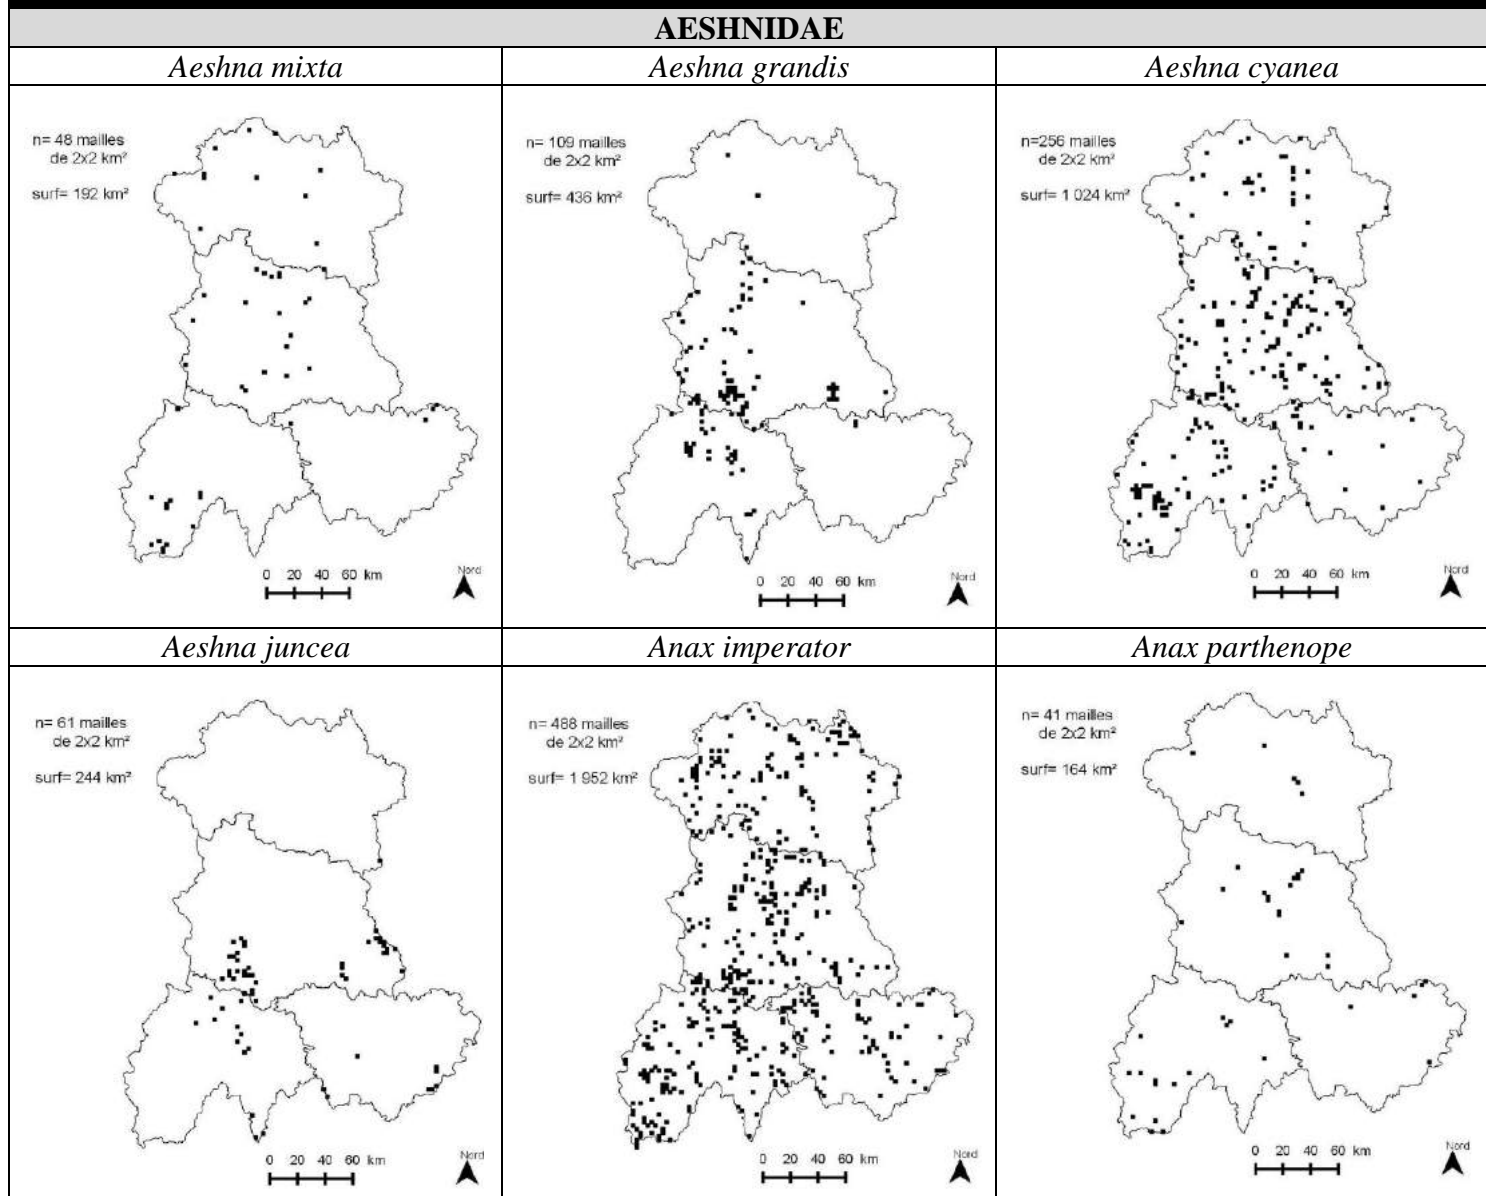 AESHNIDAE
Aeshna mixta
Aeshna grandis
Aeshna cyanea
n= 48 mailles
de 2x2 km²
surf= 192 km²
0 20 40 60 km
Nord
n= 109 mailles
de 2x2 km²
surf= 436 km²
0 20 40 60 km
Nord
n=256 mailles
de 2x2 km²
surf= 1 024 km²
0 20 40 60 km
Nord
Aeshna juncea
Anax imperator
Anax parthenope
n= 61 mailles
de 2x2 km²
surf= 244 km²
0 20 40 60 km
Nord
n= 488 mailles
de 2x2 km²
surf= 1 952 km²
0 20 40 60 km
Nord
n= 41 mailles
de 2x2 km²
surf= 164 km²
0 20 40 60 km
Nord